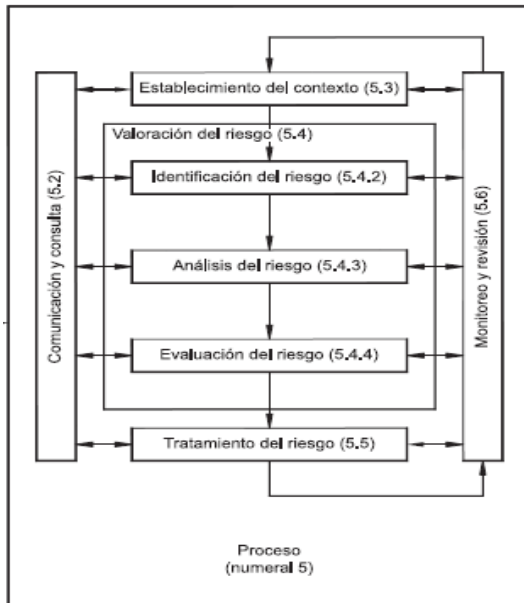 Establecimiento del contexto (5.3)
Valoración del riesgo (5.4)
Identificación del riesgo (5.4.2)
Análisis del riesgo (5.4.3)
Evaluación del riesgo (5.4.4)
Tratamiento del riesgo (5.5)
Comunicación y consulta (5.2)
Monitoreo y revisión (5.6)
Proceso
(numeral 5)